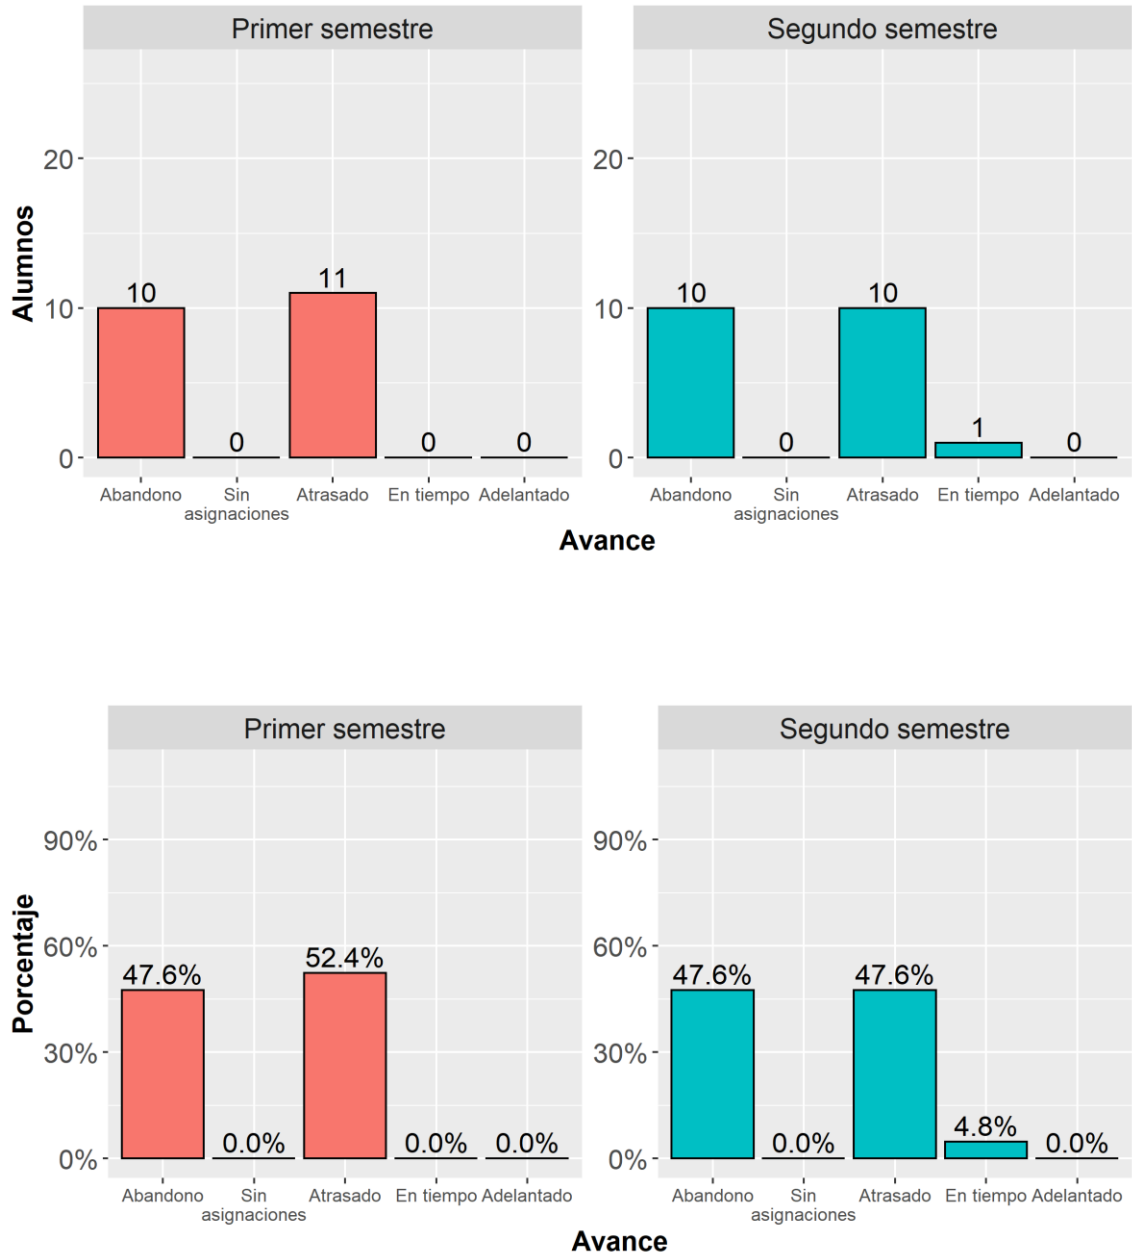 Primer semestre
Segundo semestre
Alumnos
20
10
0
10
0
11
0
0
20
10
0
10
0
10
1
0
Abandono
Sin
asignaciones
Atrasado
En tiempo
Adelantado
Abandono
Sin
asignaciones
Atrasado
En tiempo
Adelantado
Avance
Primer semestre
Segundo semestre
Porcentaje
90%
60%
30%
0%
47.6%
0.0%
52.4%
0.0%
0.0%
90%
60%
30%
0%
47.6%
0.0%
47.6%
4.8%
0.0%
Abandono
Sin
asignaciones
Atrasado
En tiempo
Adelantado
Abandono
Sin
asignaciones
Atrasado
En tiempo
Adelantado
Avance